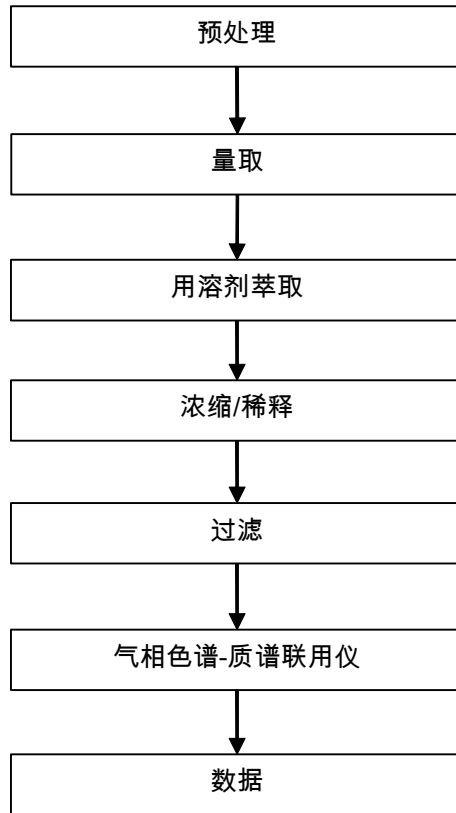 预处理
量取
用溶剂萃取
浓缩/稀释
过滤
气相色谱-质谱联用仪
数据